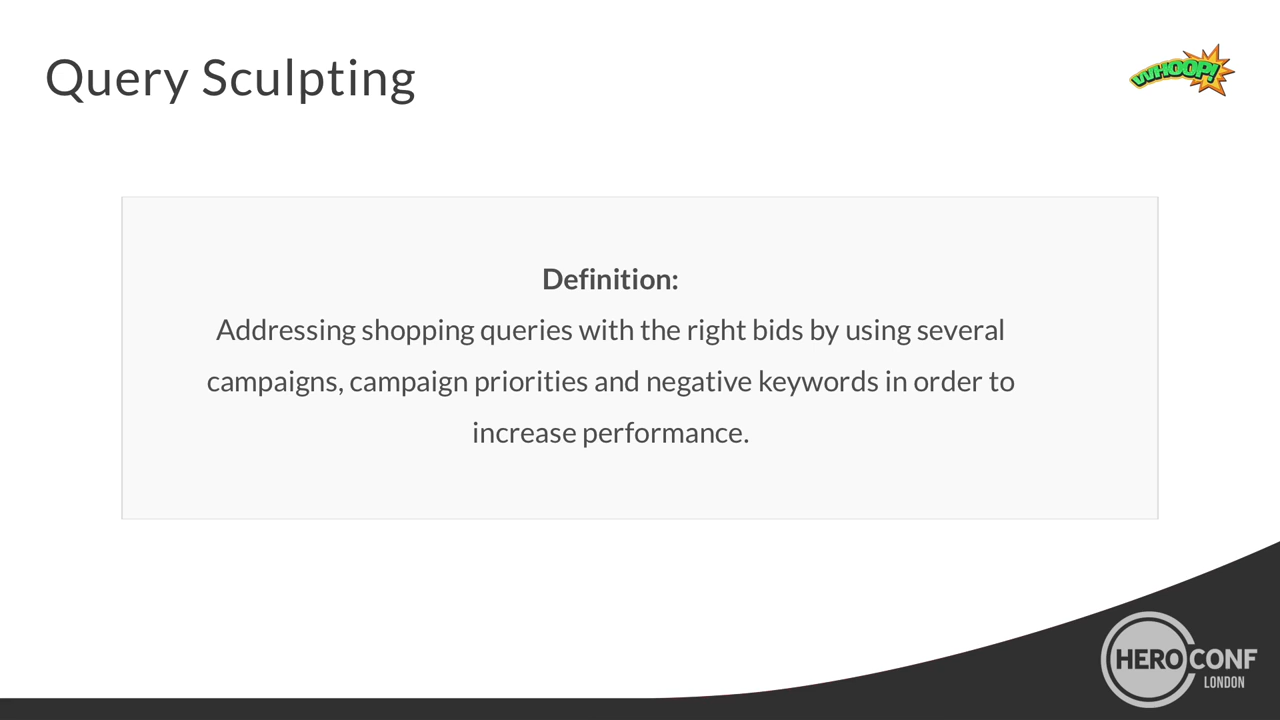 Query Sculpting
WHOOP!
Definition:
Addressing shopping queries with the right bids by using several
campaigns, campaign priorities and negative keywords in order to
increase performance.
HERO CONF
LONDON